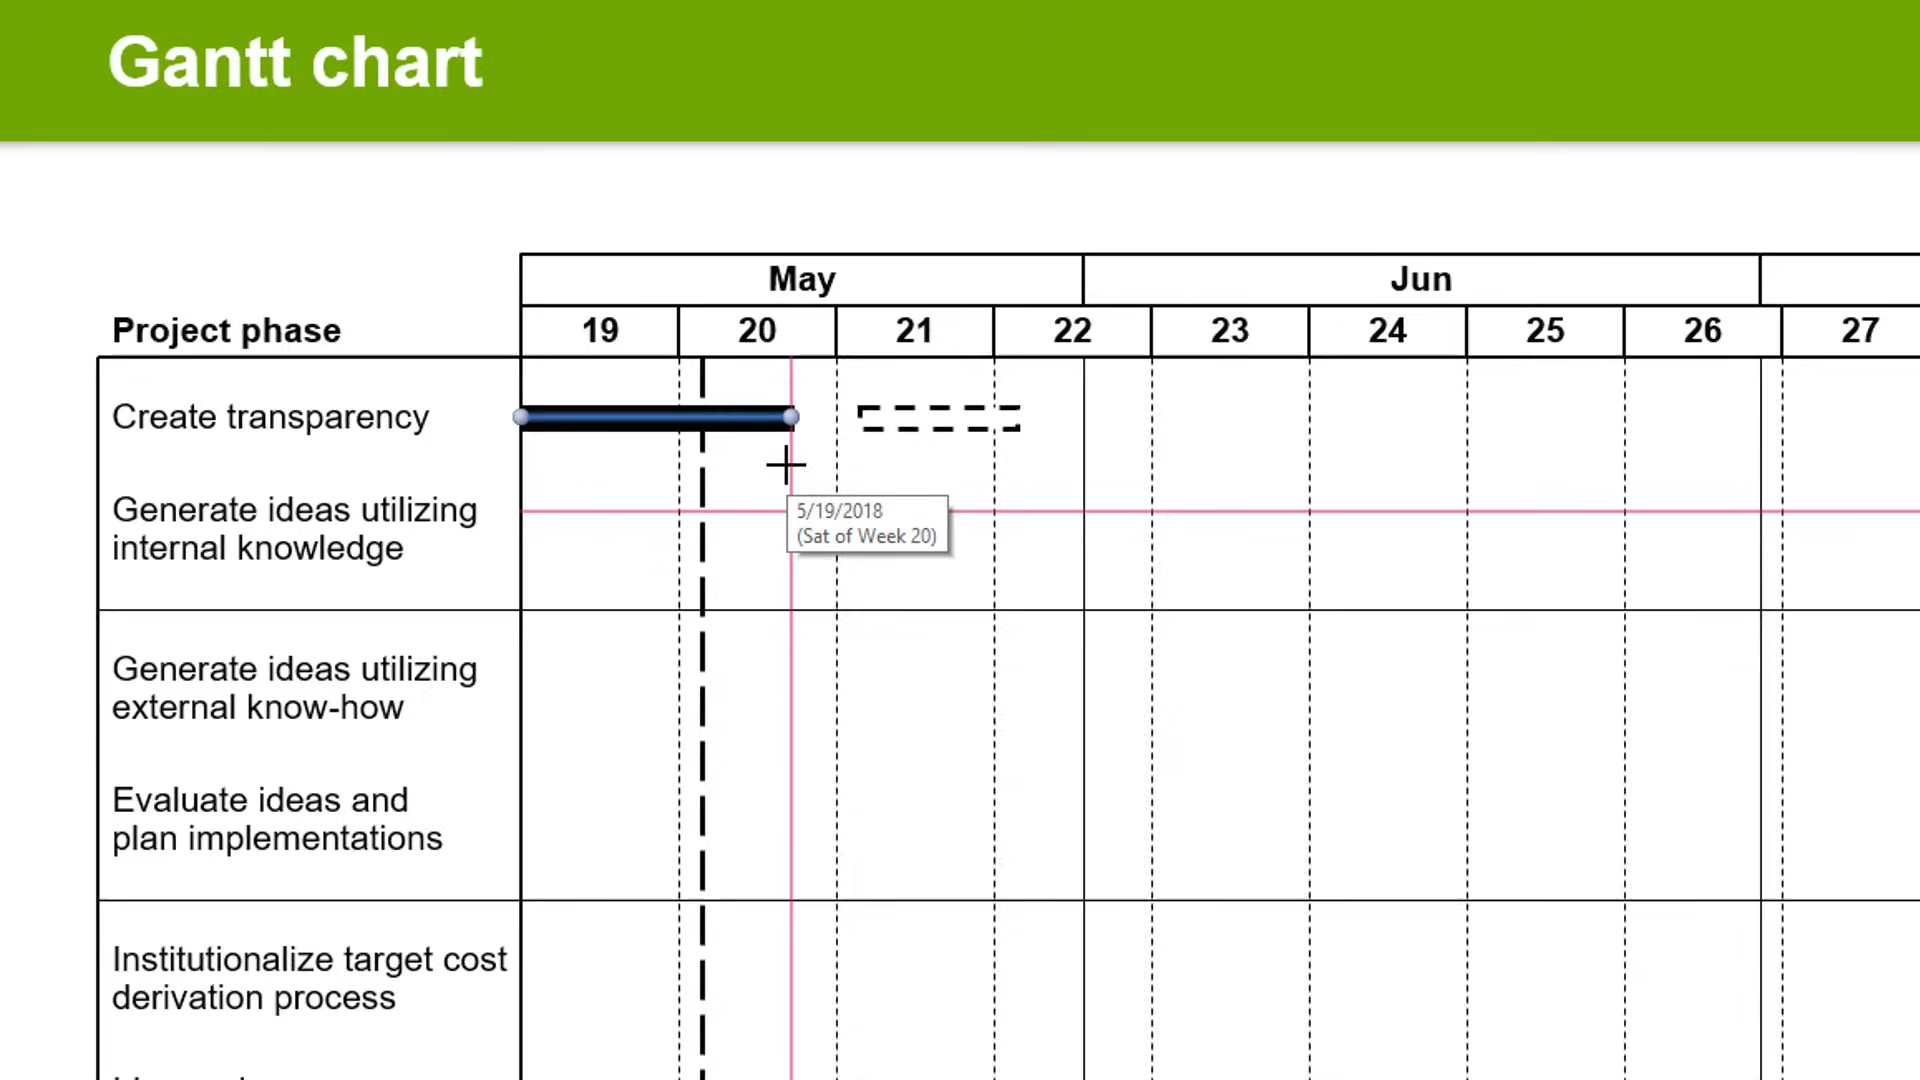 Gantt chart
May
Jun
Project phase
19
20
21
22
23
24
25
26
27
Create transparency
Generate ideas utilizing
internal knowledge
5/19/2018
(Sat of Week 20)
Generate ideas utilizing
external know-how
Evaluate ideas and
plan implementations
Institutionalize target cost
derivation process